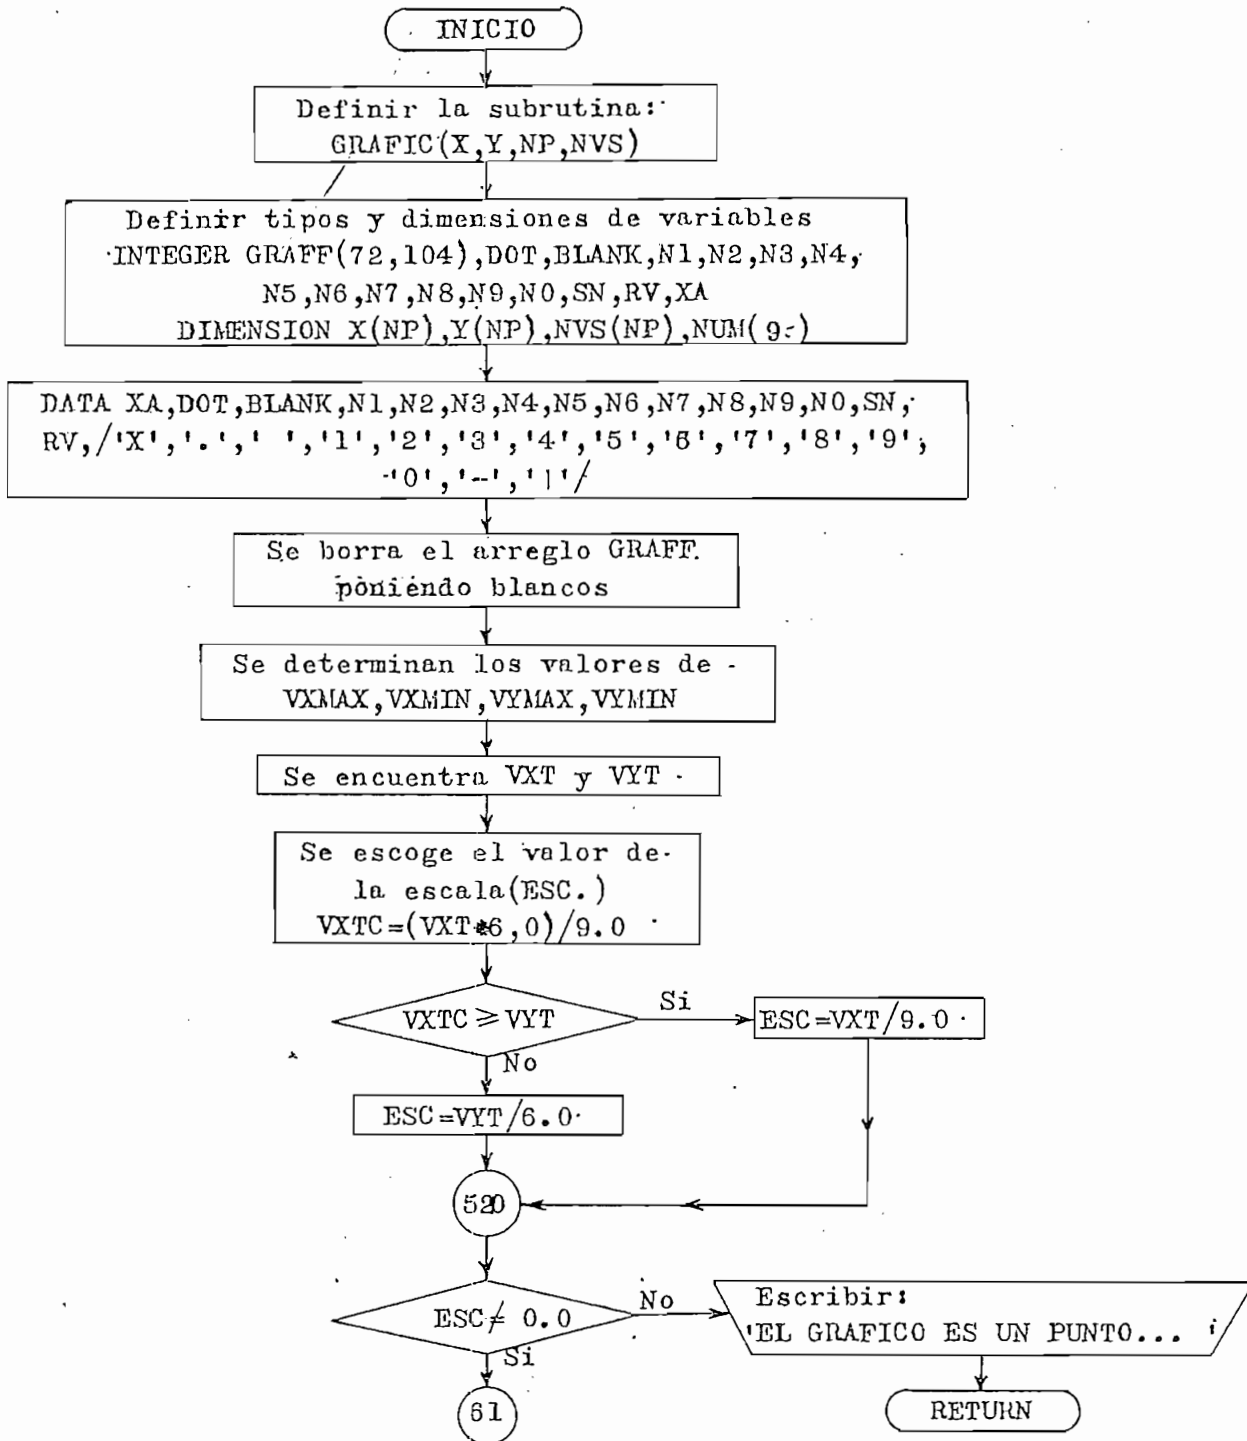 INICIO
Definir la subrutina:
GRAFIC(X,Y,NP,NVS)
Definir tipos y dimensiones de variables
INTEGER GRAFF(72,104),DOT,BLANK,N1,N2,N3,N4,
N5,N6,N7,N8,N9,N0,SN,RV,XA
DIMENSION X(NP),Y(NP),NVS(NP),NUM(9)
DATA XA,DOT,BLANK,N1,N2,N3,N4,N5,N6,N7,N8,N9,N0,SN,
RV,/'X','.',' ','1','2','3','4','5','6','7','8','9',
'0','-','|'/
Se borra el arreglo GRAFF.
poniendo blancos
Se determinan los valores de
VXMAX,VXMIN,VYMAX,VYMIN
Se encuentra VXT y VYT
Se escoge el valor de
la escala(ESC.)
VXTC=(VXT*6,0)/9.0
VXTC ⩾ VYT
Si
ESC=VXT/9.0
No
ESC=VYT/6.0
520
ESC ≠ 0.0
No
Escribir:
'EL GRAFICO ES UN PUNTO... '
Si
61
RETURN